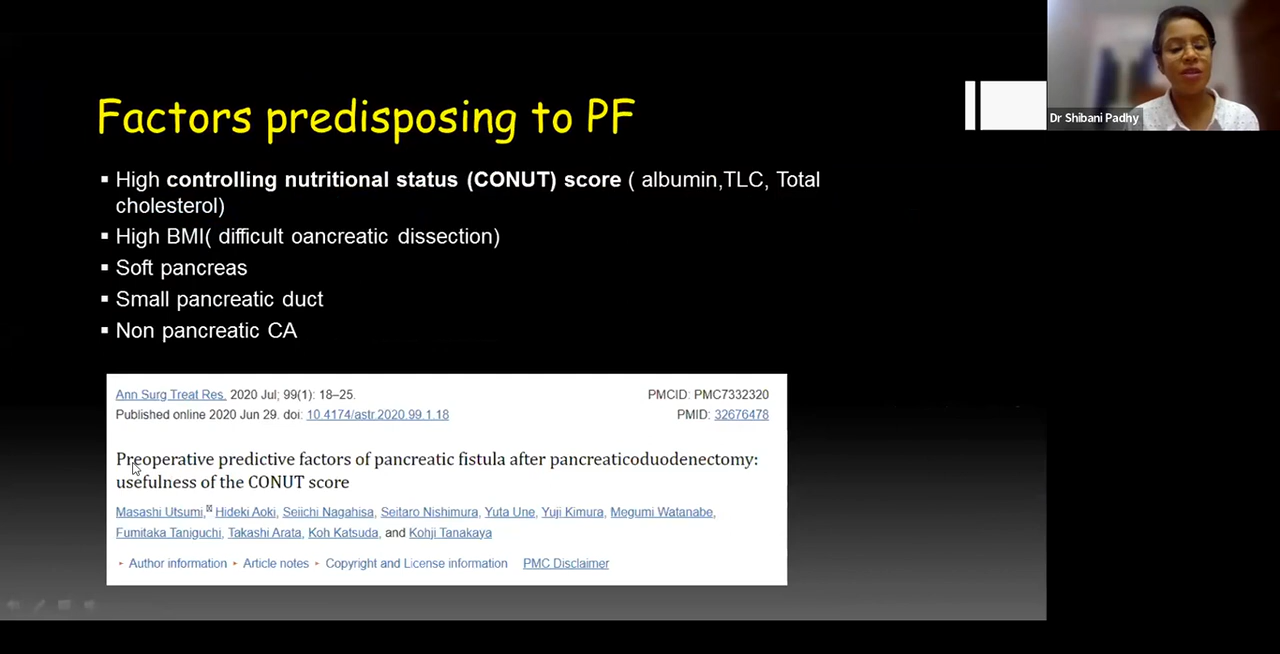 Factors predisposing to PF
Dr Shibani Padhy
▪ High controlling nutritional status (CONUT) score ( albumin,TLC, Total
cholesterol)
▪ High BMI( difficult oancreatic dissection)
▪ Soft pancreas
▪ Small pancreatic duct
▪ Non pancreatic CA
Ann Surg Treat Res. 2020 Jul; 99(1): 18–25.
PMCID: PMC7332320
Published online 2020 Jun 29. doi: 10.4174/astr.2020.99.1.18
PMID: 32676478
Preoperative predictive factors of pancreatic fistula after pancreaticoduodenectomy:
usefulness of the CONUT score
Masashi Utsumi, Hideki Aoki, Seiichi Nagahisa, Seitaro Nishimura, Yuta Une, Yuji Kimura, Megumi Watanabe,
Fumitaka Taniguchi, Takashi Arata, Koh Katsuda, and Kohji Tanakaya
▸ Author information ▸ Article notes ▸ Copyright and License information PMC Disclaimer